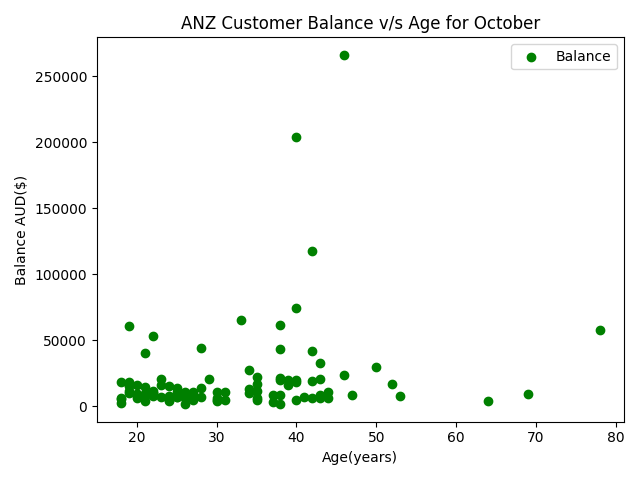 ANZ Customer Balance v/s Age for October
Balance
250000
200000
150000
100000
50000
0
Balance AUD($)
20 30 40 50 60 70 80
Age(years)